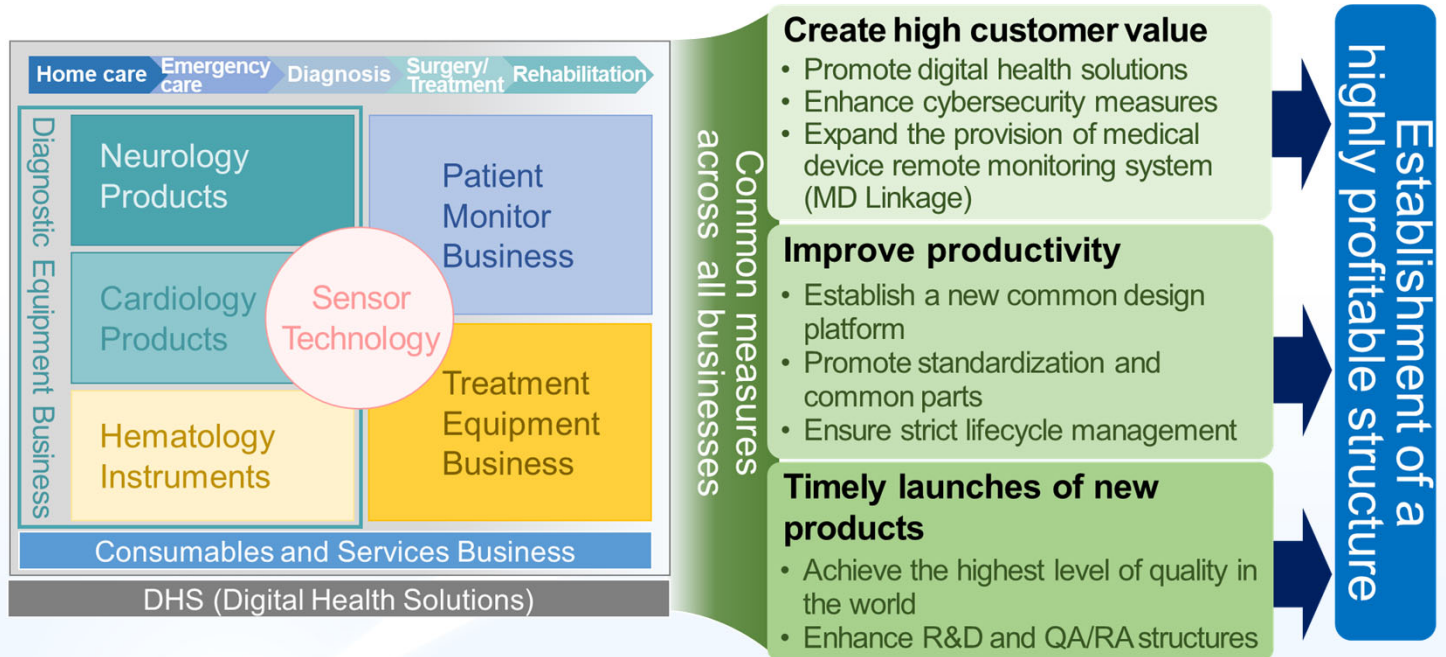 Home care
Emergency
care
Diagnosis
Surgery/
Treatment
Rehabilitation
Diagnostic Equipment Business
Neurology
Products
Cardiology
Products
Hematology
Instruments
Sensor
Technology
Patient
Monitor
Business
Treatment
Equipment
Business
Consumables and Services Business
DHS (Digital Health Solutions)
Common measures
across all businesses
Create high customer value
• Promote digital health solutions
• Enhance cybersecurity measures
• Expand the provision of medical
device remote monitoring system
(MD Linkage)
Improve productivity
• Establish a new common design
platform
• Promote standardization and
common parts
• Ensure strict lifecycle management
Timely launches of new
products
• Achieve the highest level of quality in
the world
• Enhance R&D and QA/RA structures
Establishment of a
highly profitable structure